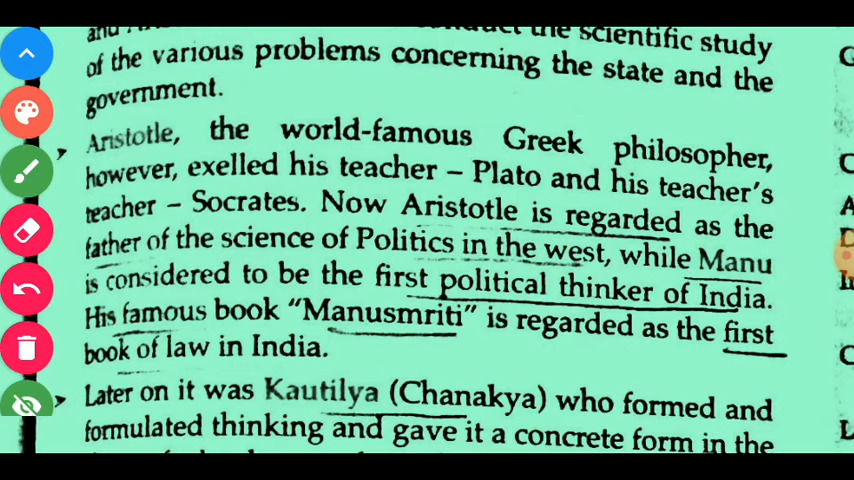 conduct the scientific study
of the various problems concerning the state and the
government.
Aristotle, the world-famous Greek philosopher,
however, exelled his teacher – Plato and his teacher's
teacher – Socrates. Now Aristotle is regarded as the
father of the science of Politics in the west, while Manu
is considered to be the first political thinker of India.
His famous book "Manusmriti" is regarded as the first
book of law in India.
Later on it was Kautilya (Chanakya) who formed and
formulated thinking and gave it a concrete form in the